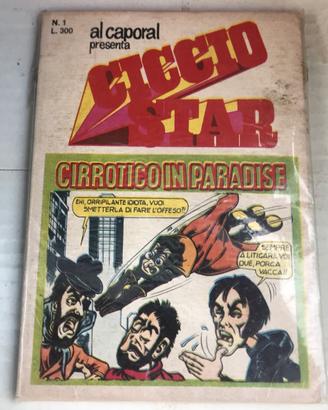 N. 1
L. 300
al caporal
presenta
CICCIO
STAR
CIRROTICO IN PARADISE
EHI, ORRIPILANTE IDIOTA, VUOI
SMETTERLA DI FARE L'OFFESO?!
SEMPRE
A LITIGARE VOI
DUE, PORCA
VACCA!!